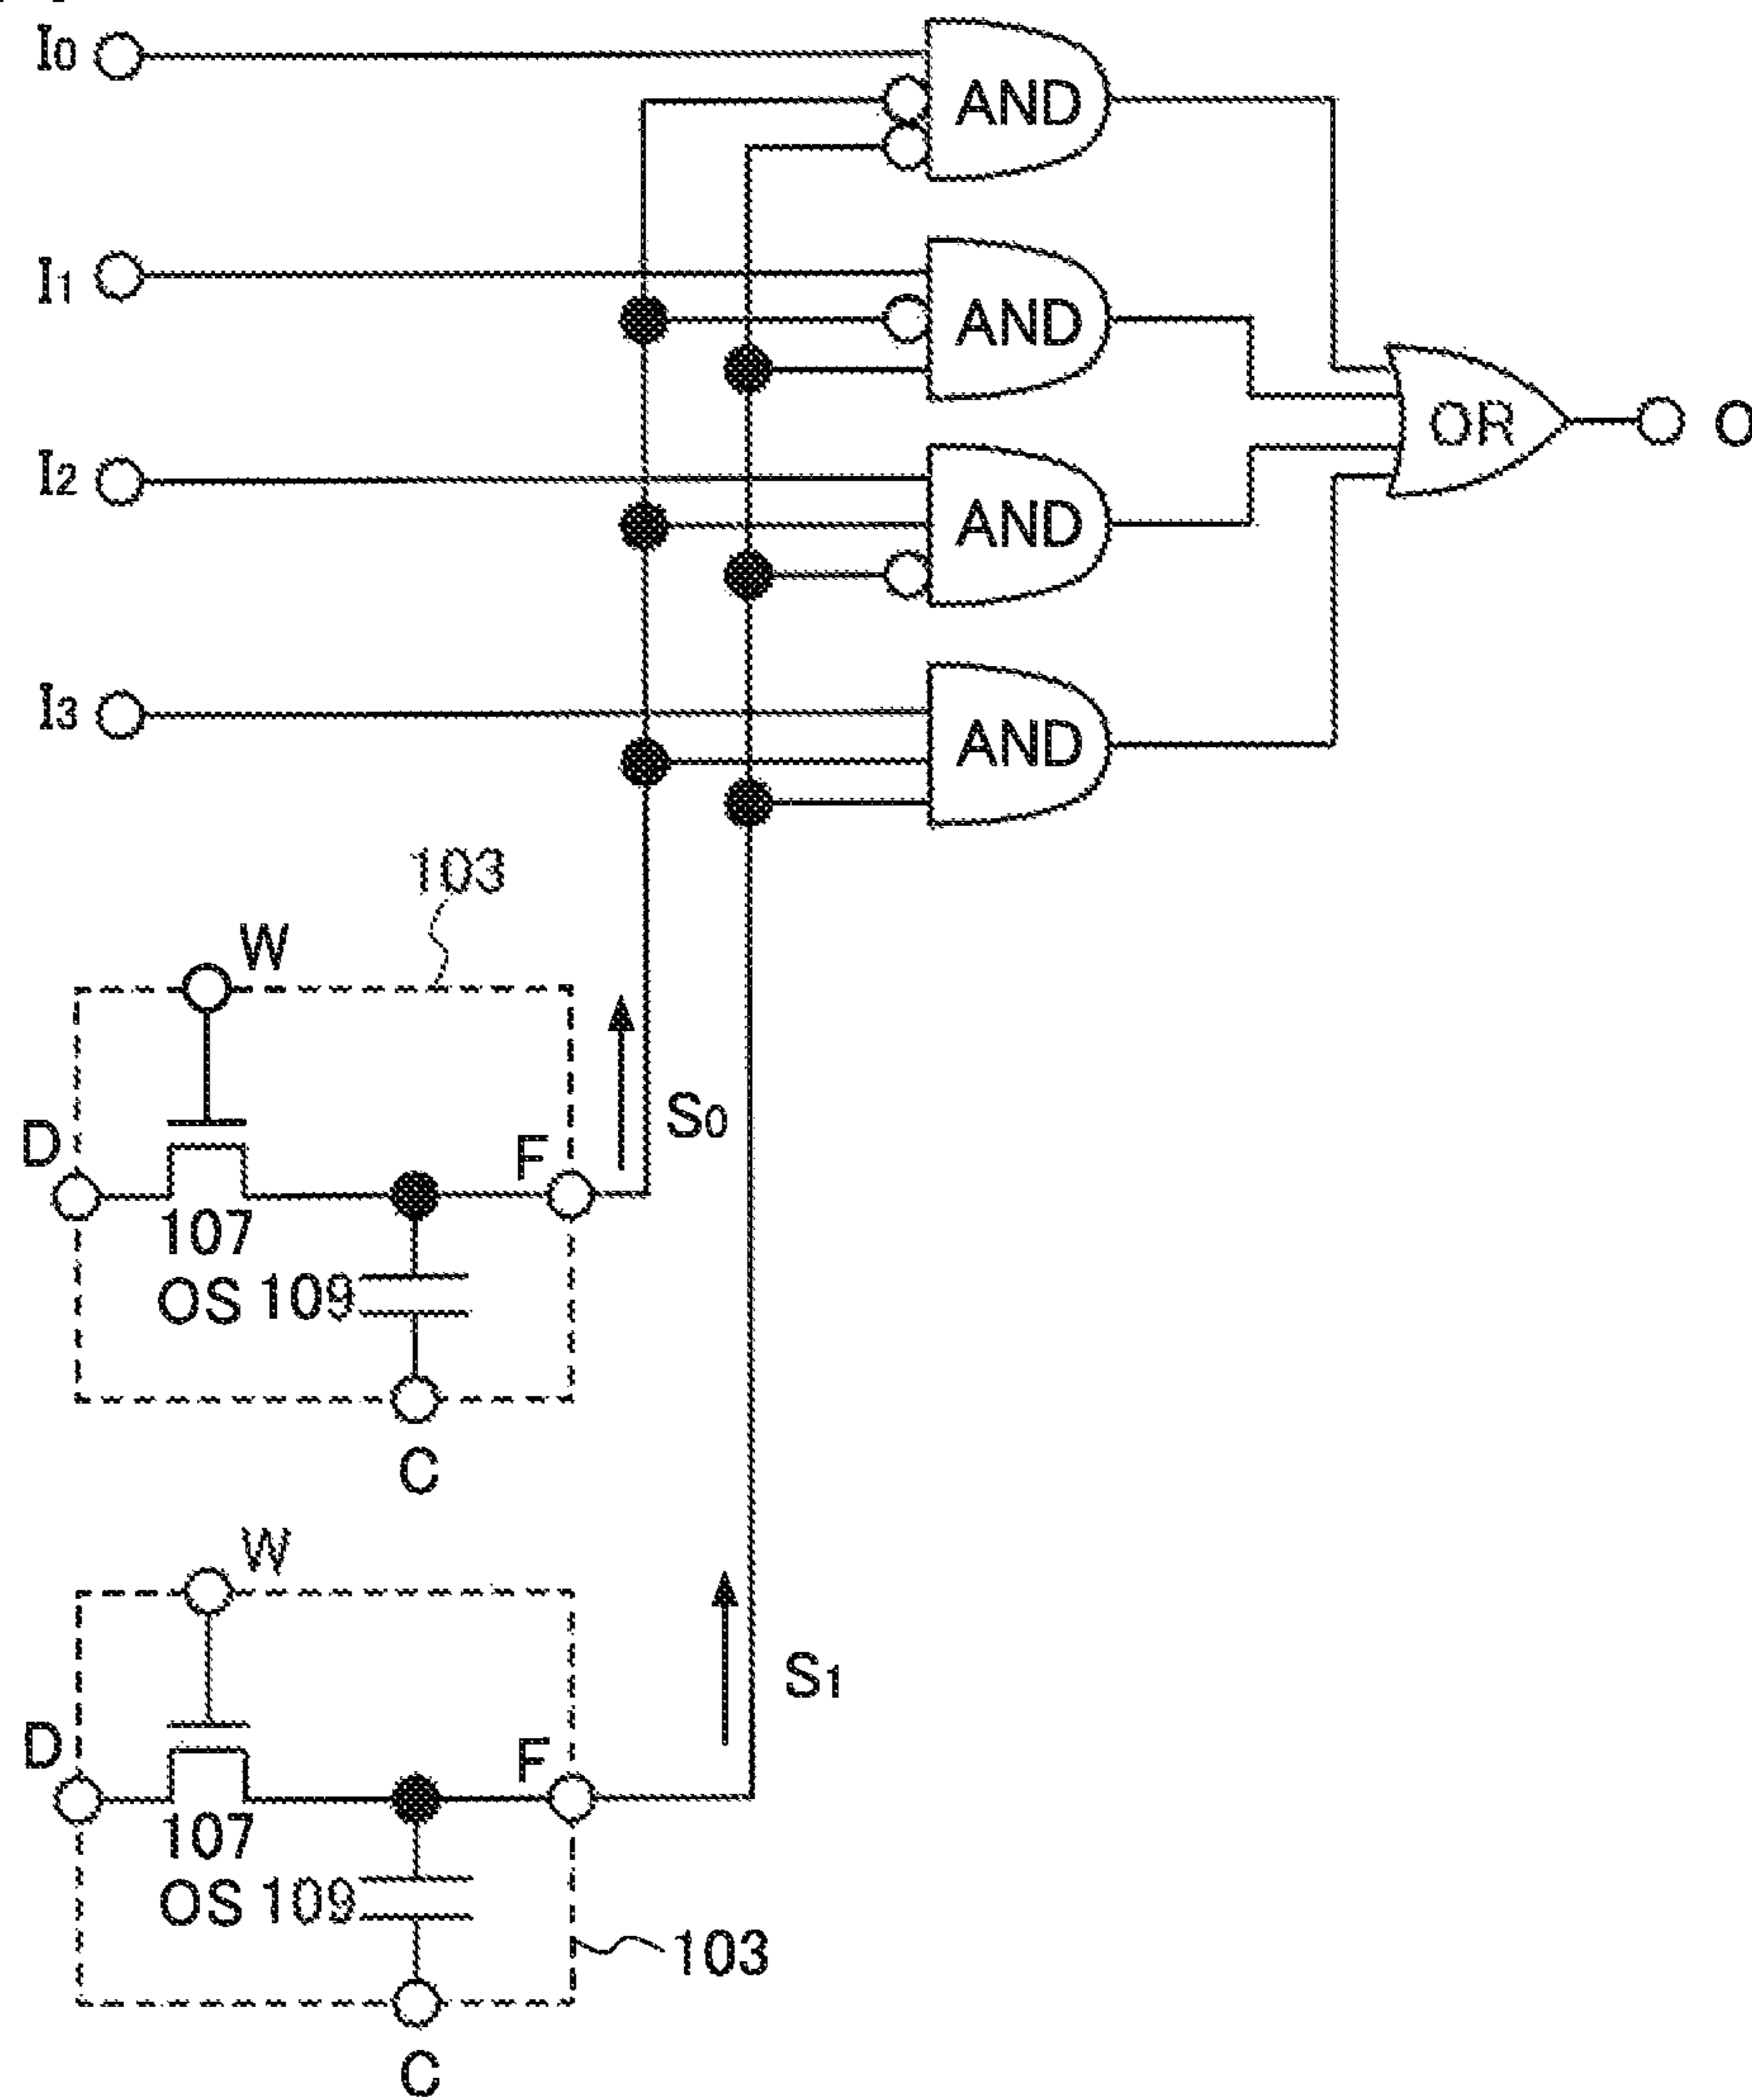 I0
AND
I1
AND
OR
O
I2
AND
I3
AND
103
W
D
F
S0
107
OS 109
C
W
S1
D
F
107
OS 109
103
C